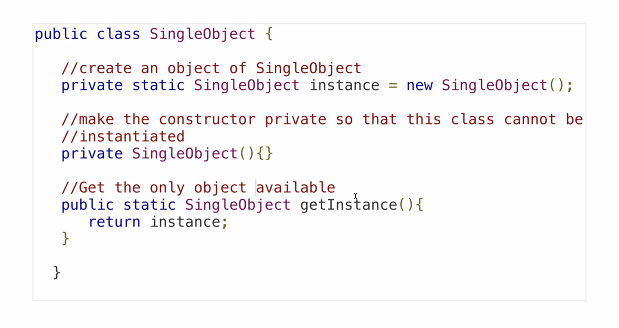 public class SingleObject {
//create an object of SingleObject
private static SingleObject instance = new SingleObject();
//make the constructor private so that this class cannot be
//instantiated
private SingleObject(){}
//Get the only object available
public static SingleObject getInstance(){
return instance;
}
}